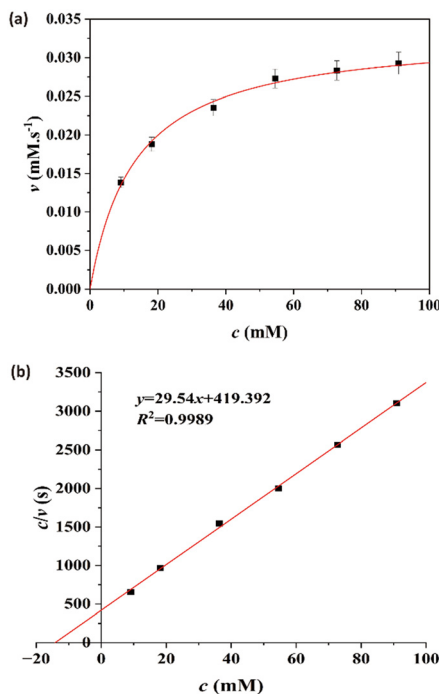 (a)
0.035
0.030
0.025
0.020
0.015
0.010
0.005
0.000
v (mM.s-1)
0 20 40 60 80 100
c (mM)
(b)
3500
3000
2500
2000
1500
1000
500
0
c/v (s)
y=29.54x+419.392
R²=0.9989
−20 0 20 40 60 80 100
c (mM)